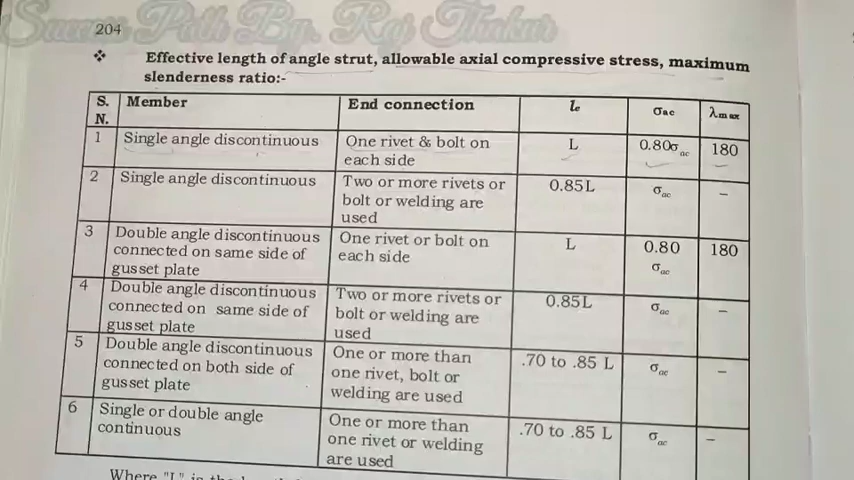 Success Path By. Raj Thakur
204
❖ Effective length of angle strut, allowable axial compressive stress, maximum
slenderness ratio:-
S. N. Member End connection le σac λmax
1 Single angle discontinuous One rivet & bolt on each side L 0.80σac 180
2 Single angle discontinuous Two or more rivets or bolt or welding are used 0.85L σac –
3 Double angle discontinuous connected on same side of gusset plate One rivet or bolt on each side L 0.80 σac 180
4 Double angle discontinuous connected on same side of gusset plate Two or more rivets or bolt or welding are used 0.85L σac –
5 Double angle discontinuous connected on both side of gusset plate One or more than one rivet, bolt or welding are used .70 to .85 L σac –
6 Single or double angle continuous One or more than one rivet or welding are used .70 to .85 L σac –
Where "L" is the